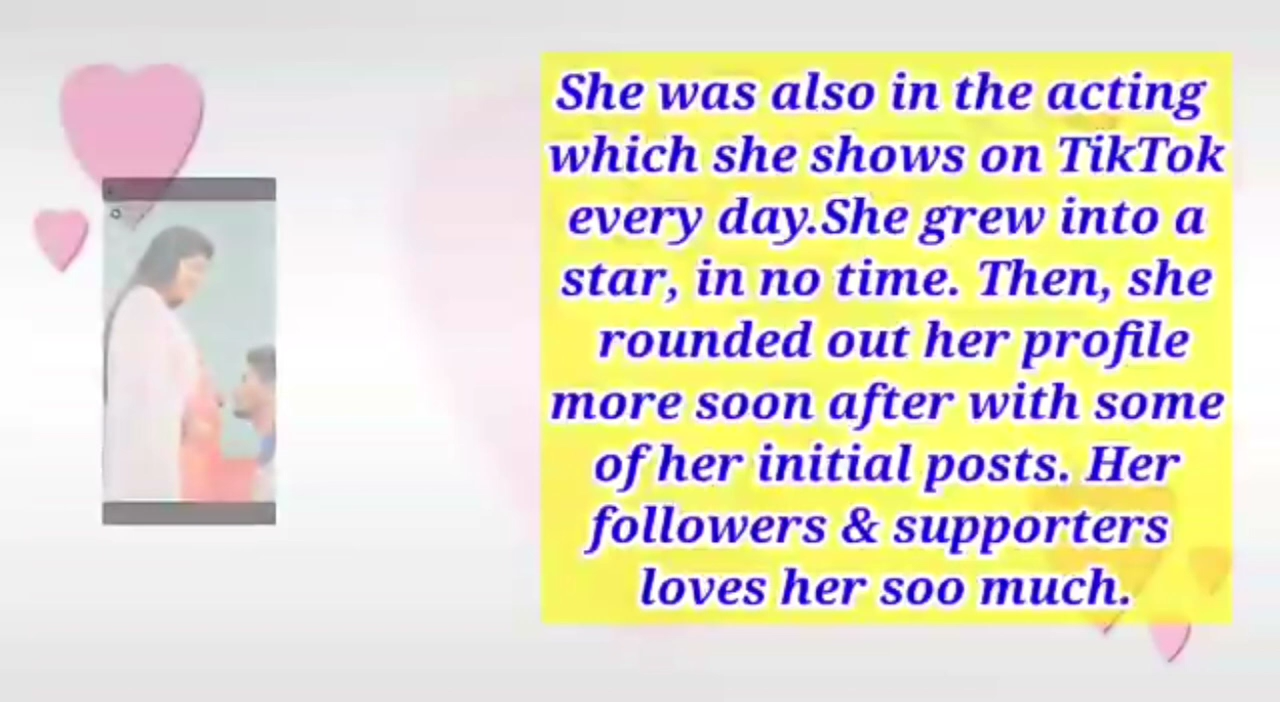 She was also in the acting
which she shows on TikTok
every day.She grew into a
star, in no time. Then, she
rounded out her profile
more soon after with some
of her initial posts. Her
followers & supporters
loves her soo much.